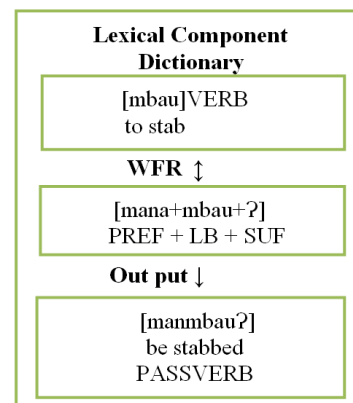 Lexical Component
Dictionary
[mbau]VERB
to stab
WFR ↕
[mana+mbau+ʔ]
PREF + LB + SUF
Out put ↓
[manmbauʔ]
be stabbed
PASSVERB